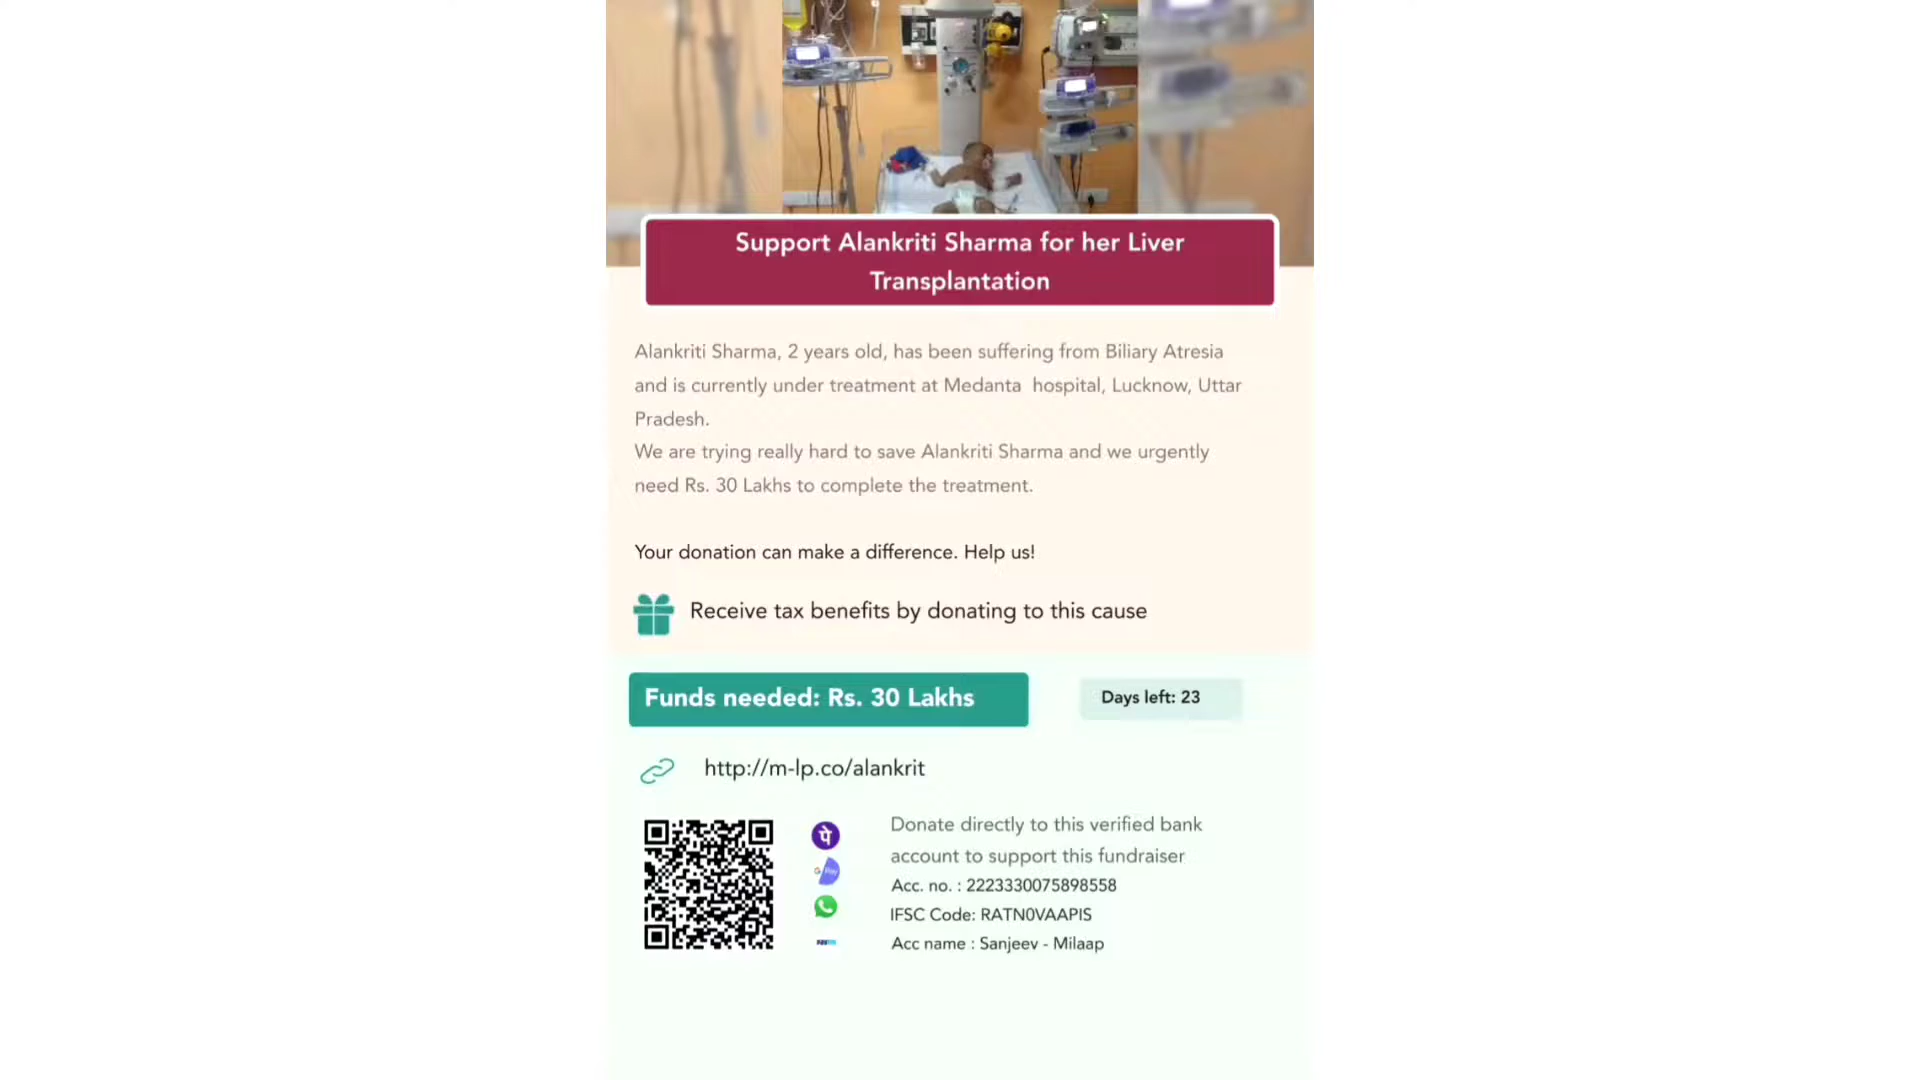 Support Alankriti Sharma for her Liver
Transplantation
Alankriti Sharma, 2 years old, has been suffering from Biliary Atresia
and is currently under treatment at Medanta hospital, Lucknow, Uttar
Pradesh.
We are trying really hard to save Alankriti Sharma and we urgently
need Rs. 30 Lakhs to complete the treatment.
Your donation can make a difference. Help us!
Receive tax benefits by donating to this cause
Funds needed: Rs. 30 Lakhs
Days left: 23
http://m-lp.co/alankrit
पे
G Pay
Paytm
Donate directly to this verified bank
account to support this fundraiser
Acc. no. : 2223330075898558
IFSC Code: RATN0VAAPIS
Acc name : Sanjeev - Milaap